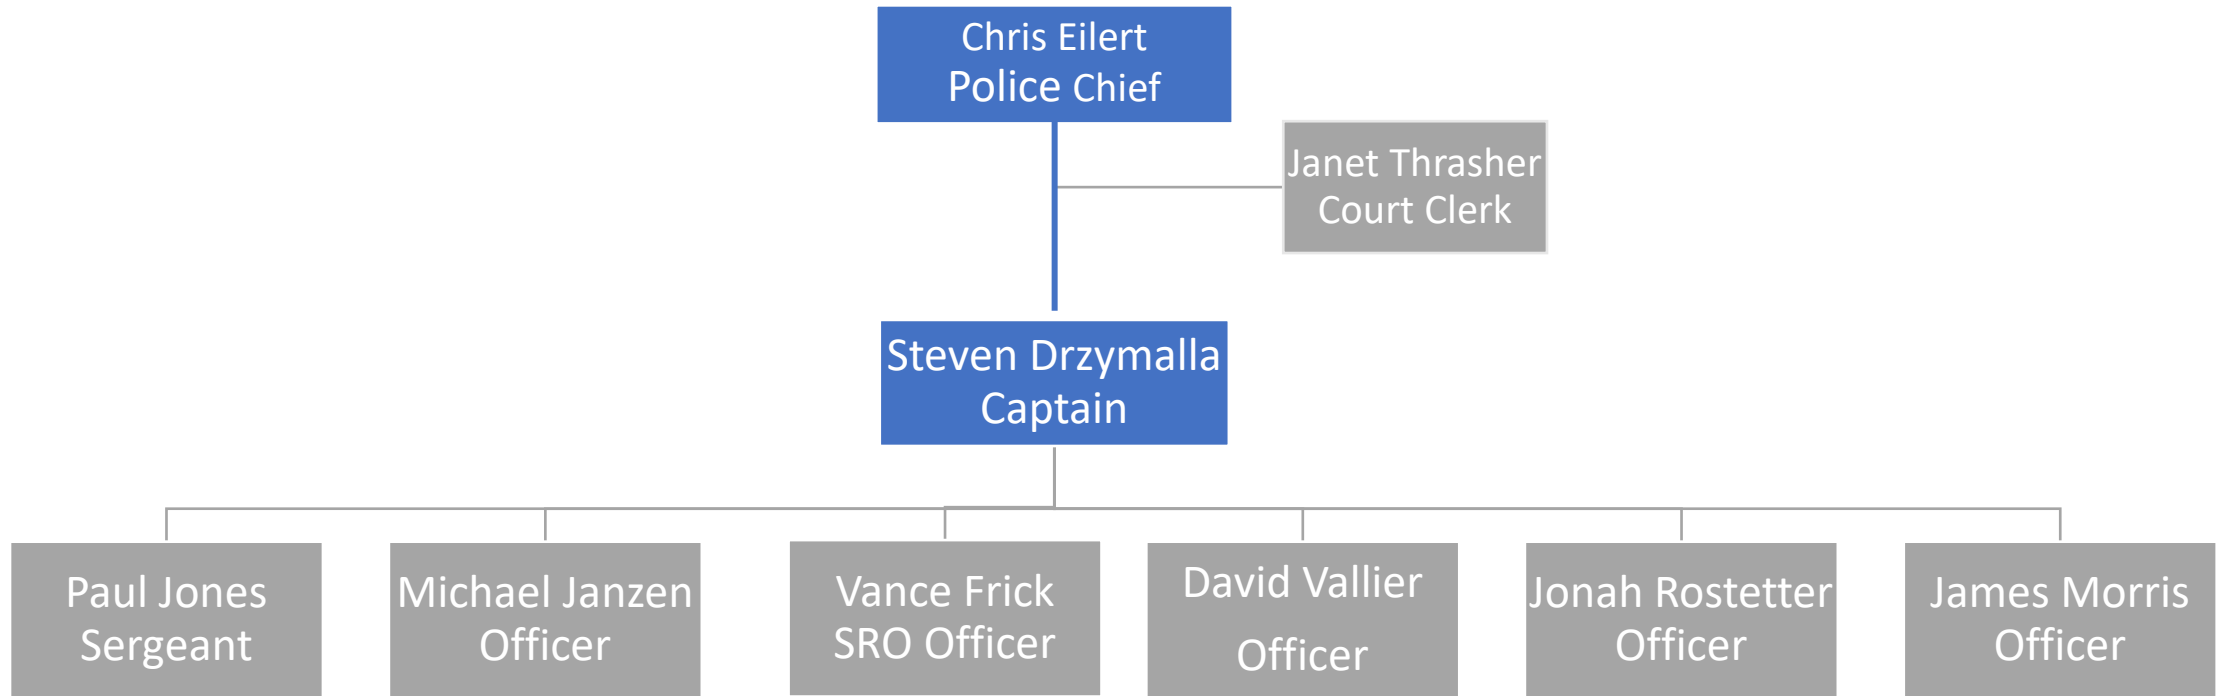 Chris Eilert
Police Chief
Janet Thrasher
Court Clerk
Steven Drzymalla
Captain
Paul Jones
Sergeant
Michael Janzen
Officer
Vance Frick
SRO Officer
David Vallier
Officer
Jonah Rostetter
Officer
James Morris
Officer